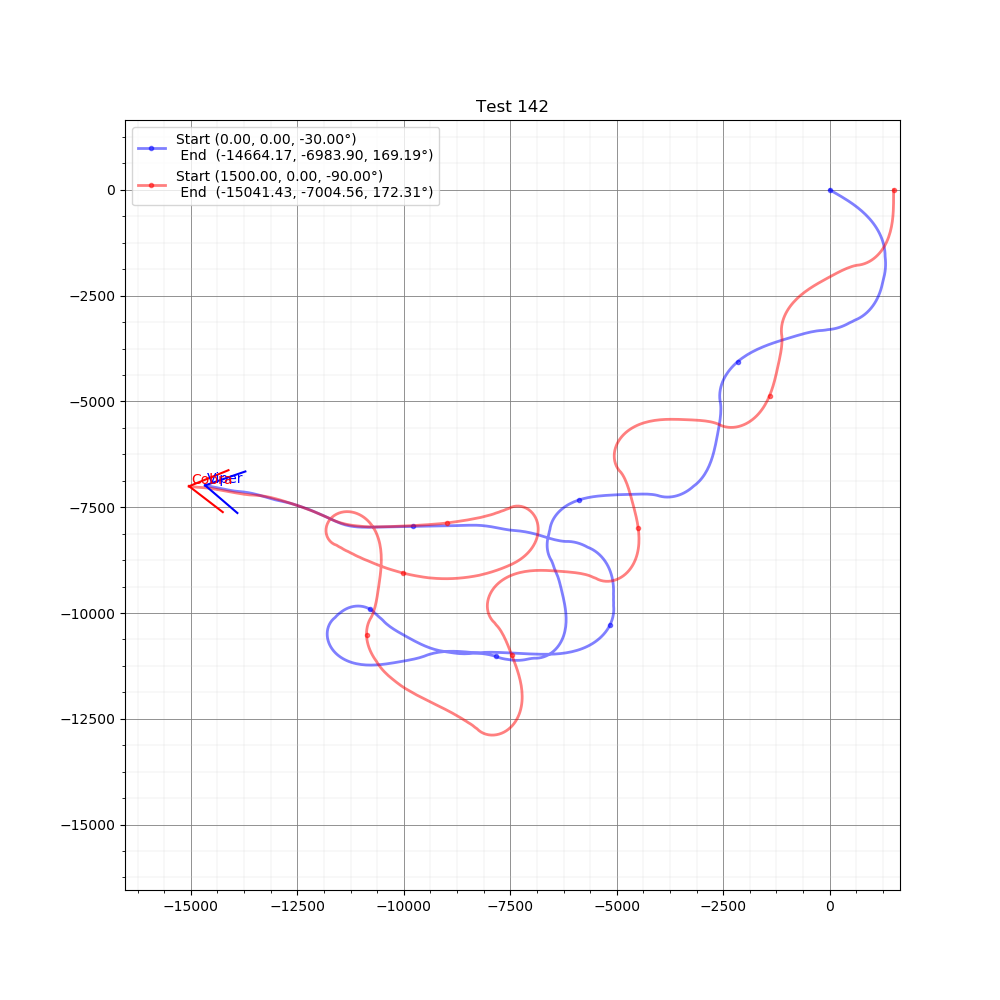 Test 142
Start (0.00, 0.00, -30.00°)
End (-14664.17, -6983.90, 169.19°)
Start (1500.00, 0.00, -90.00°)
End (-15041.43, -7004.56, 172.31°)
0
−2500
−5000
−7500
−10000
−12500
−15000
−15000 −12500 −10000 −7500 −5000 −2500 0